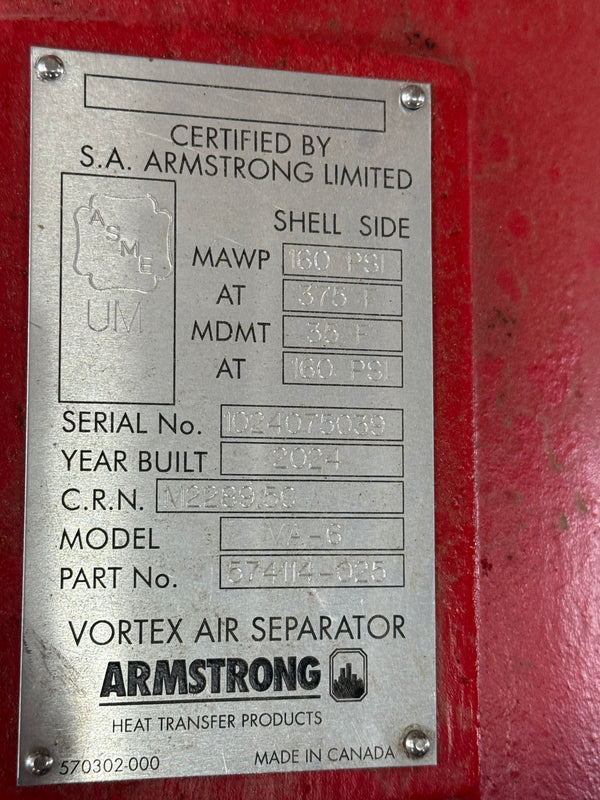 CERTIFIED BY
S.A. ARMSTRONG LIMITED
ASME
UM
SHELL SIDE
MAWP 160 PSI
AT 375 F
MDMT 35 F
AT 160 PSI
SERIAL No. 1024075039
YEAR BUILT 2024
C.R.N.
MODEL VA-6
PART No. 574114-025
VORTEX AIR SEPARATOR
ARMSTRONG
HEAT TRANSFER PRODUCTS
570302-000 MADE IN CANADA